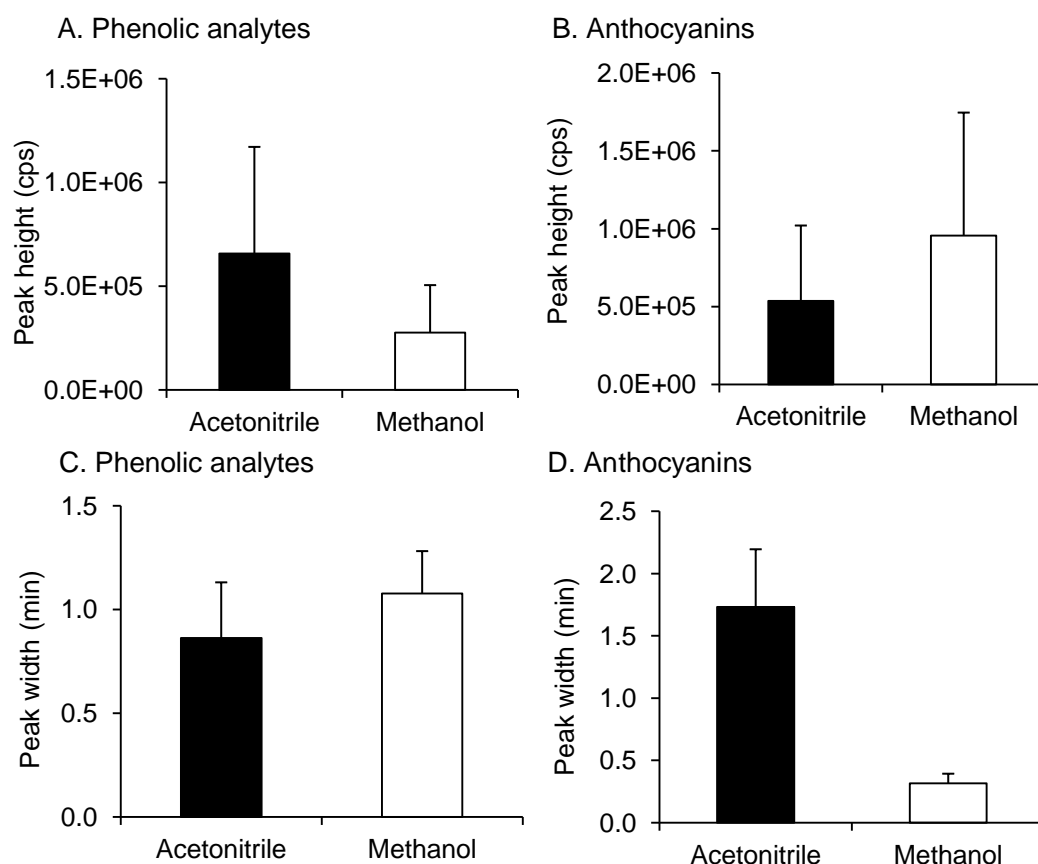 A. Phenolic analytes
Peak height (cps)
1.5E+06
1.0E+06
5.0E+05
0.0E+00
Acetonitrile Methanol
B. Anthocyanins
Peak height (cps)
2.0E+06
1.5E+06
1.0E+06
5.0E+05
0.0E+00
Acetonitrile Methanol
C. Phenolic analytes
Peak width (min)
1.5
1.0
0.5
0.0
Acetonitrile Methanol
D. Anthocyanins
Peak width (min)
2.5
2.0
1.5
1.0
0.5
0.0
Acetonitrile Methanol